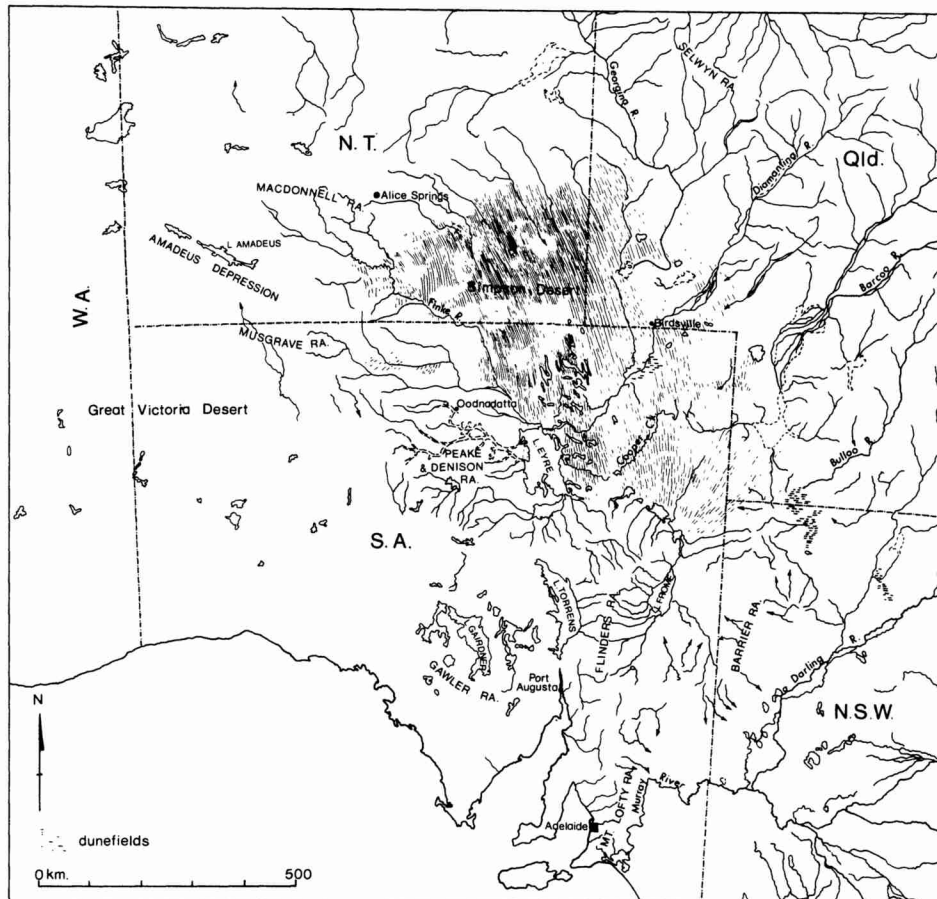 Georgina R.
SELWYN RA.
N.T.
Qld.
Diamantina R.
MACDONNELL RA.
Alice Springs
L. AMADEUS
AMADEUS DEPRESSION
Barcoo R.
W.A.
Simpson Desert
Finke R.
Birdsville
MUSGRAVE RA.
Great Victoria Desert
Oodnadatta
PEAKE
& DENISON
RA.
L. EYRE
Cooper Ck.
Bulloo R.
S.A.
L. TORRENS
FLINDERS R.
L. FROME
BARRIER RA.
GAIRDNER
GAWLER RA.
Port
Augusta
Darling R.
N.S.W.
N
MT. LOFTY RA.
Murray
River
Adelaide
dunefields
0 km.
500